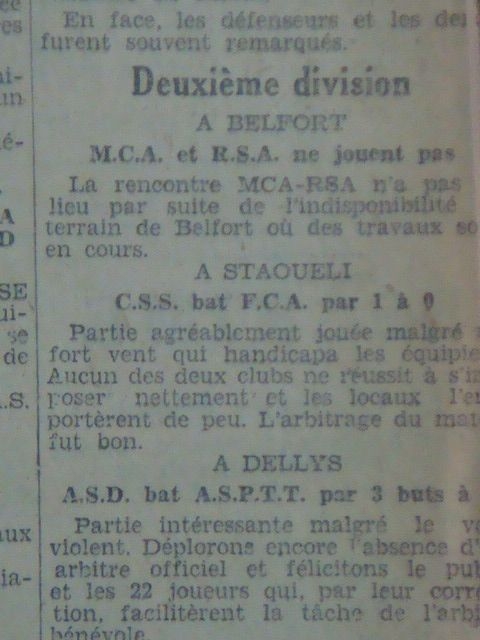 En face, les défenseurs et les
furent souvent remarqués.
Deuxième division
A BELFORT
M.C.A. et R.S.A. ne jouent pas
La rencontre MCA-RSA n'a pas
lieu par suite de l'indisponibilité
terrain de Belfort où des travaux
en cours.
A STAOUELI
C.S.S. bat F.C.A. par 1 à 0
Partie agréablement jouée malgré
fort vent qui handicapa les
Aucun des deux clubs ne réussit à
poser nettement et les locaux
portèrent de peu. L'arbitrage du
fut bon.
A DELLYS
A.S.D. bat A.S.P.T.T. par 3 buts à
Partie intéressante malgré le
violent. Déplorons encore l'absence
arbitre officiel et félicitons le
et les 22 joueurs qui, par leur
tion, facilitèrent la tâche de
bénévole.